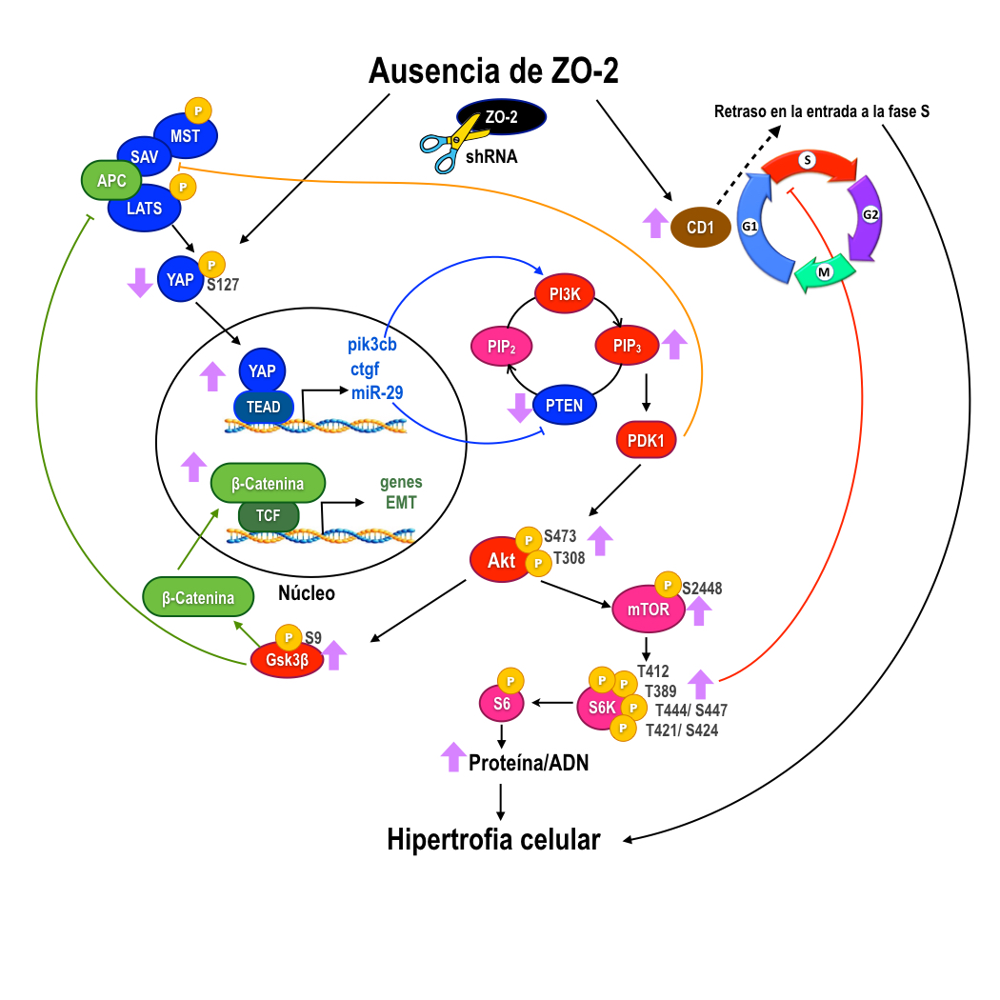 Ausencia de ZO-2
ZO-2
shRNA
Retraso en la entrada a la fase S
P
MST
SAV
APC
P
LATS
S
G2
G1
M
CD1
P
YAP
S127
PI3K
PIP2
PIP3
PTEN
PDK1
pik3cb
ctgf
miR-29
YAP
TEAD
β-Catenina
TCF
genes
EMT
Núcleo
β-Catenina
P
S9
Gsk3β
P
S473
P
T308
Akt
P
S2448
mTOR
T412
P
P
T389
S6K
P
T444/ S447
P
T421/ S424
P
S6
Proteína/ADN
Hipertrofia celular